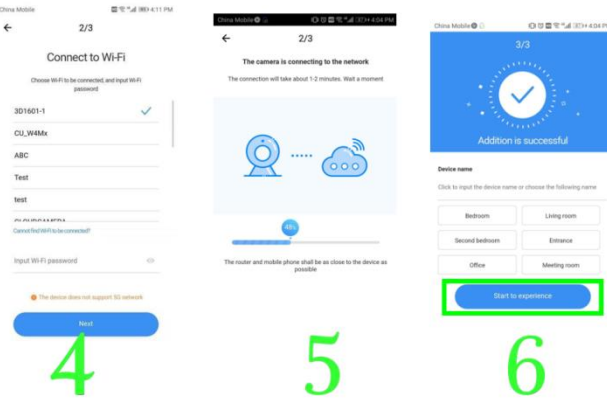 China Mobile
4:11 PM
2/3
Connect to Wi-Fi
Choose Wi-Fi to be connected, and input Wi-Fi
password
3D1601-1
CU_W4Mx
ABC
Test
test
Cannot find Wi-Fi to be connected?
Input Wi-Fi password
The device does not support 5G network
Next
4
China Mobile
4:04 PM
2/3
The camera is connecting to the network
The connection will take about 1-2 minutes. Wait a moment
The router and mobile phone shall be as close to the device as
possible
5
China Mobile
4:04 PM
3/3
Addition is successful
Device name
Click to input the device name or choose the following name
Bedroom
Living room
Second bedroom
Entrance
Office
Meeting room
Start to experience
6